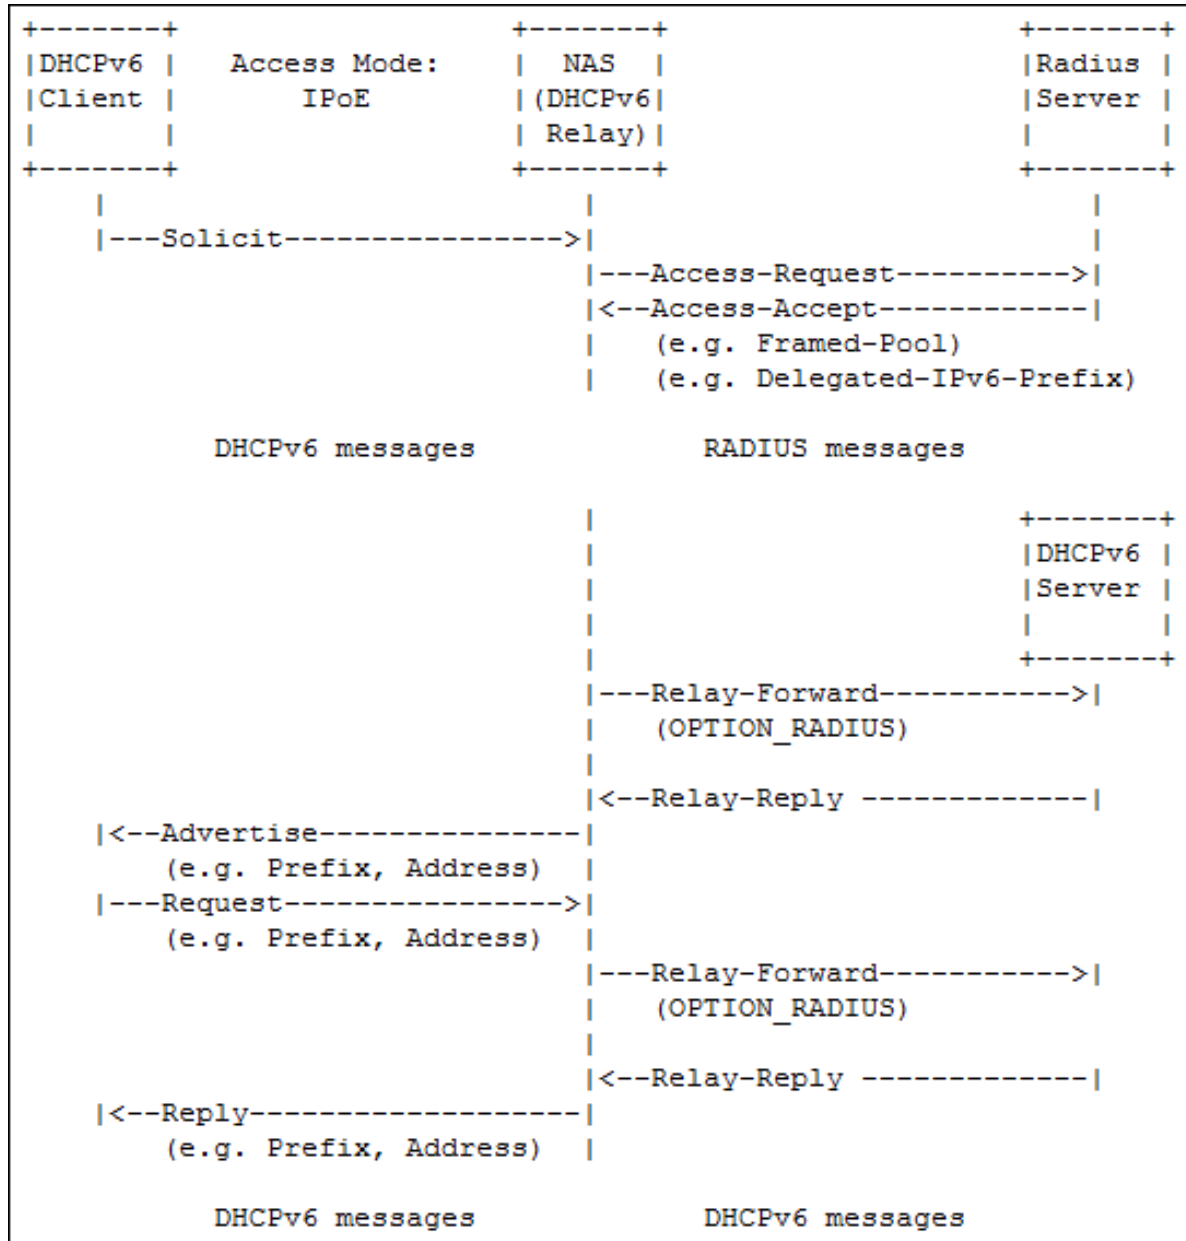 +-------+                   +-------+                      +-------+
|DHCPv6 |   Access Mode:    |  NAS  |                      |Radius |
|Client |       IPoE        |(DHCPv6|                      |Server |
|       |                   | Relay)|                      |       |
+-------+                   +-------+                      +-------+
    |                           |                              |
    |---Solicit---------------->|                              |
                                |---Access-Request----------->|
                                |<--Access-Accept-------------|
                                |   (e.g. Framed-Pool)
                                |   (e.g. Delegated-IPv6-Prefix)
           DHCPv6 messages              RADIUS messages
                                |                          +-------+
                                |                          |DHCPv6 |
                                |                          |Server |
                                |                          |       |
                                |                          +-------+
                                |---Relay-Forward----------->|
                                |   (OPTION_RADIUS)
                                |
                                |<--Relay-Reply -------------|
    |<--Advertise---------------|
        (e.g. Prefix, Address)  |
    |---Request---------------->|
        (e.g. Prefix, Address)  |
                                |---Relay-Forward----------->|
                                |   (OPTION_RADIUS)
                                |
                                |<--Relay-Reply -------------|
    |<--Reply-------------------|
        (e.g. Prefix, Address)  |
           DHCPv6 messages              DHCPv6 messages